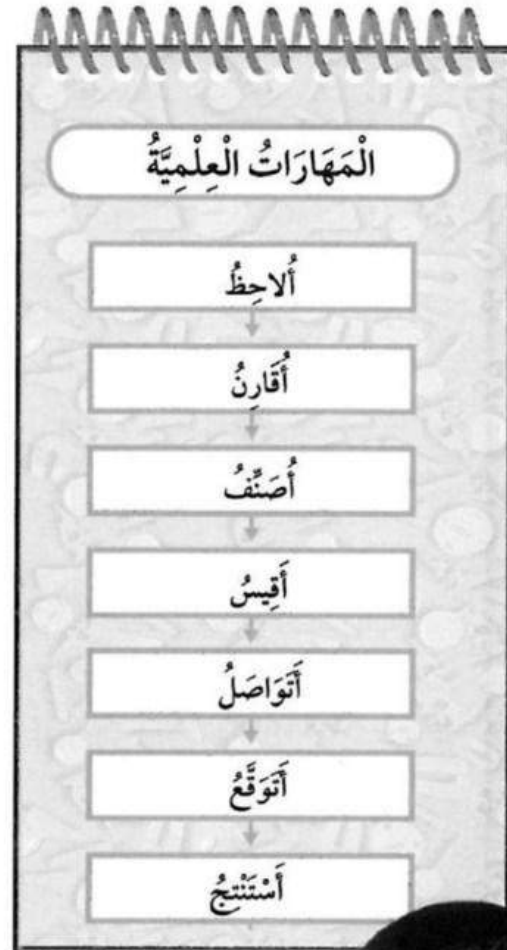 الْمَهَارَاتُ الْعِلْمِيَّةُ
أُلاحِظُ
أُقَارِنُ
أُصَنِّفُ
أَقِيسُ
أَتَوَاصَلُ
أَتَوَقَّعُ
أَسْتَنْتِجُ